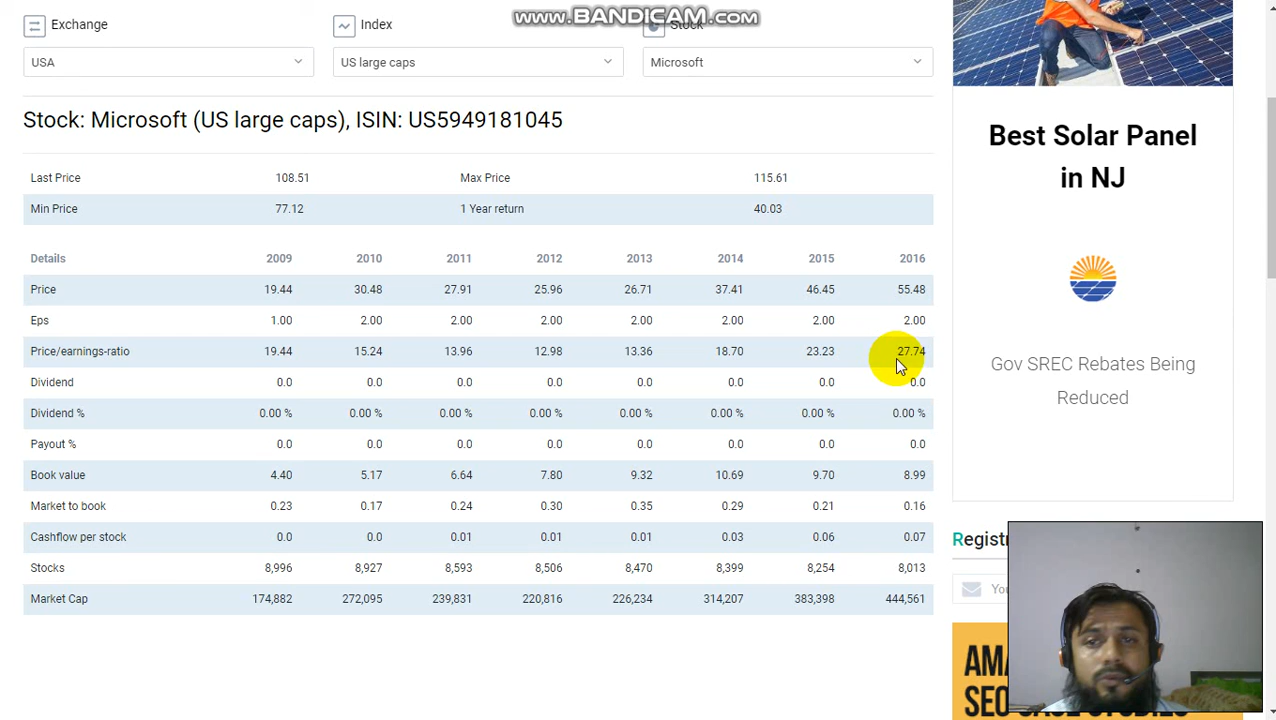 www.BANDICAM.com
Exchange Index Stock
USA US large caps Microsoft
Stock: Microsoft (US large caps), ISIN: US5949181045
Last Price 108.51 Max Price 115.61
Min Price 77.12 1 Year return 40.03
Details 2009 2010 2011 2012 2013 2014 2015 2016
Price 19.44 30.46 27.91 25.96 26.71 37.41 46.45 55.48
Eps 1.00 2.00 2.00 2.00 2.00 2.00 2.00 2.00
Price/earnings-ratio 19.44 15.24 13.96 12.98 13.36 18.70 23.23 27.74
Dividend 0.0 0.0 0.0 0.0 0.0 0.0 0.0 0.0
Dividend % 0.00 % 0.00 % 0.00 % 0.00 % 0.00 % 0.00 % 0.00 % 0.00 %
Payout % 0.0 0.0 0.0 0.0 0.0 0.0 0.0 0.0
Book value 4.40 5.17 6.64 7.80 9.32 10.69 9.70 8.99
Market to book 0.23 0.17 0.24 0.30 0.35 0.29 0.21 0.16
Cashflow per stock 0.0 0.0 0.01 0.01 0.01 0.03 0.06 0.07
Stocks 8,996 8,927 8,593 8,506 8,470 8,399 8,254 8,013
Market Cap 174,882 272,095 239,831 220,816 226,234 314,207 383,398 444,561
Best Solar Panel
in NJ
Gov SREC Rebates Being
Reduced
Regist
You
AMA
SEO CASE STUDIES